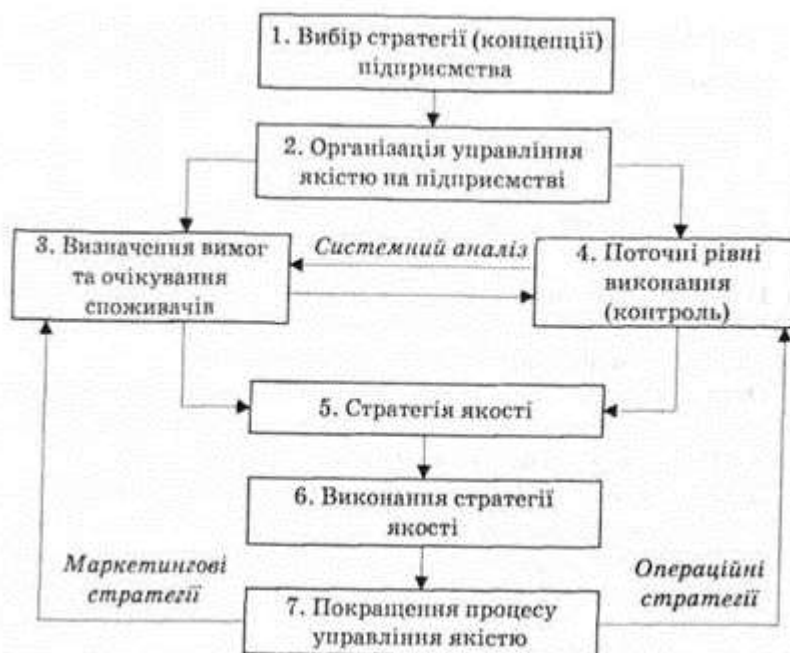 1. Вибір стратегії (концепції)
підприємства
2. Організація управління
якістю на підприємстві
3. Визначення вимог
та очікування
споживачів
Системний аналіз
4. Поточні рівні
виконання
(контроль)
5. Стратегія якості
6. Виконання стратегії
якості
Маркетингові
стратегії
Операційні
стратегії
7. Покращення процесу
управління якістю